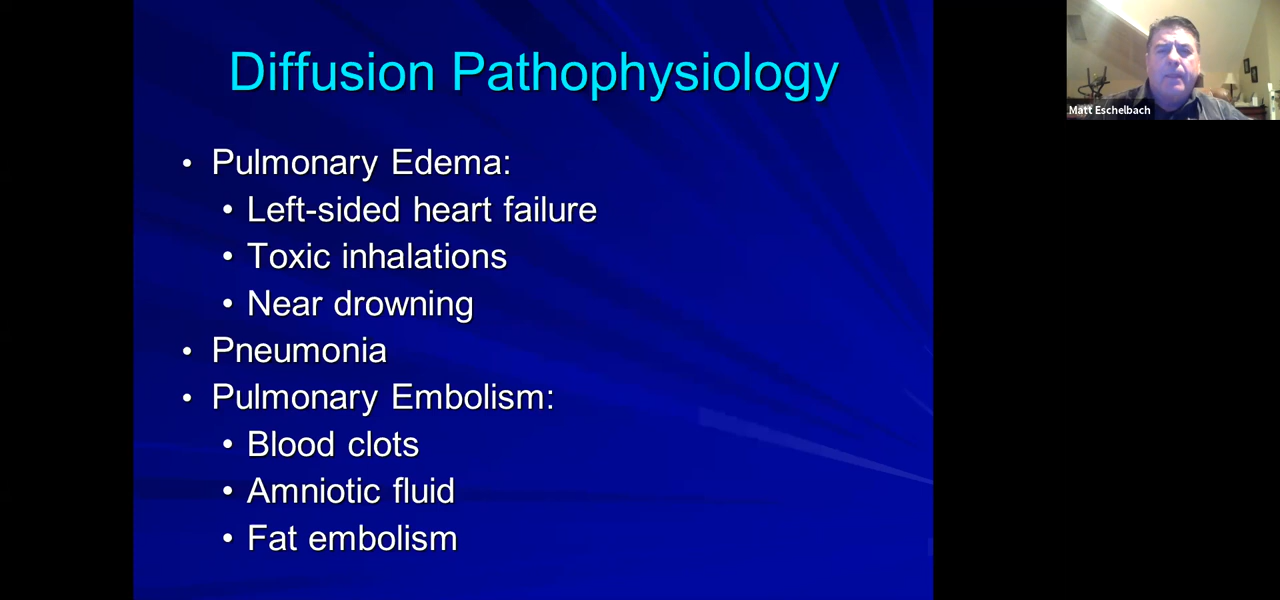 Diffusion Pathophysiology
• Pulmonary Edema:
• Left-sided heart failure
• Toxic inhalations
• Near drowning
• Pneumonia
• Pulmonary Embolism:
• Blood clots
• Amniotic fluid
• Fat embolism
Matt Eschelbach